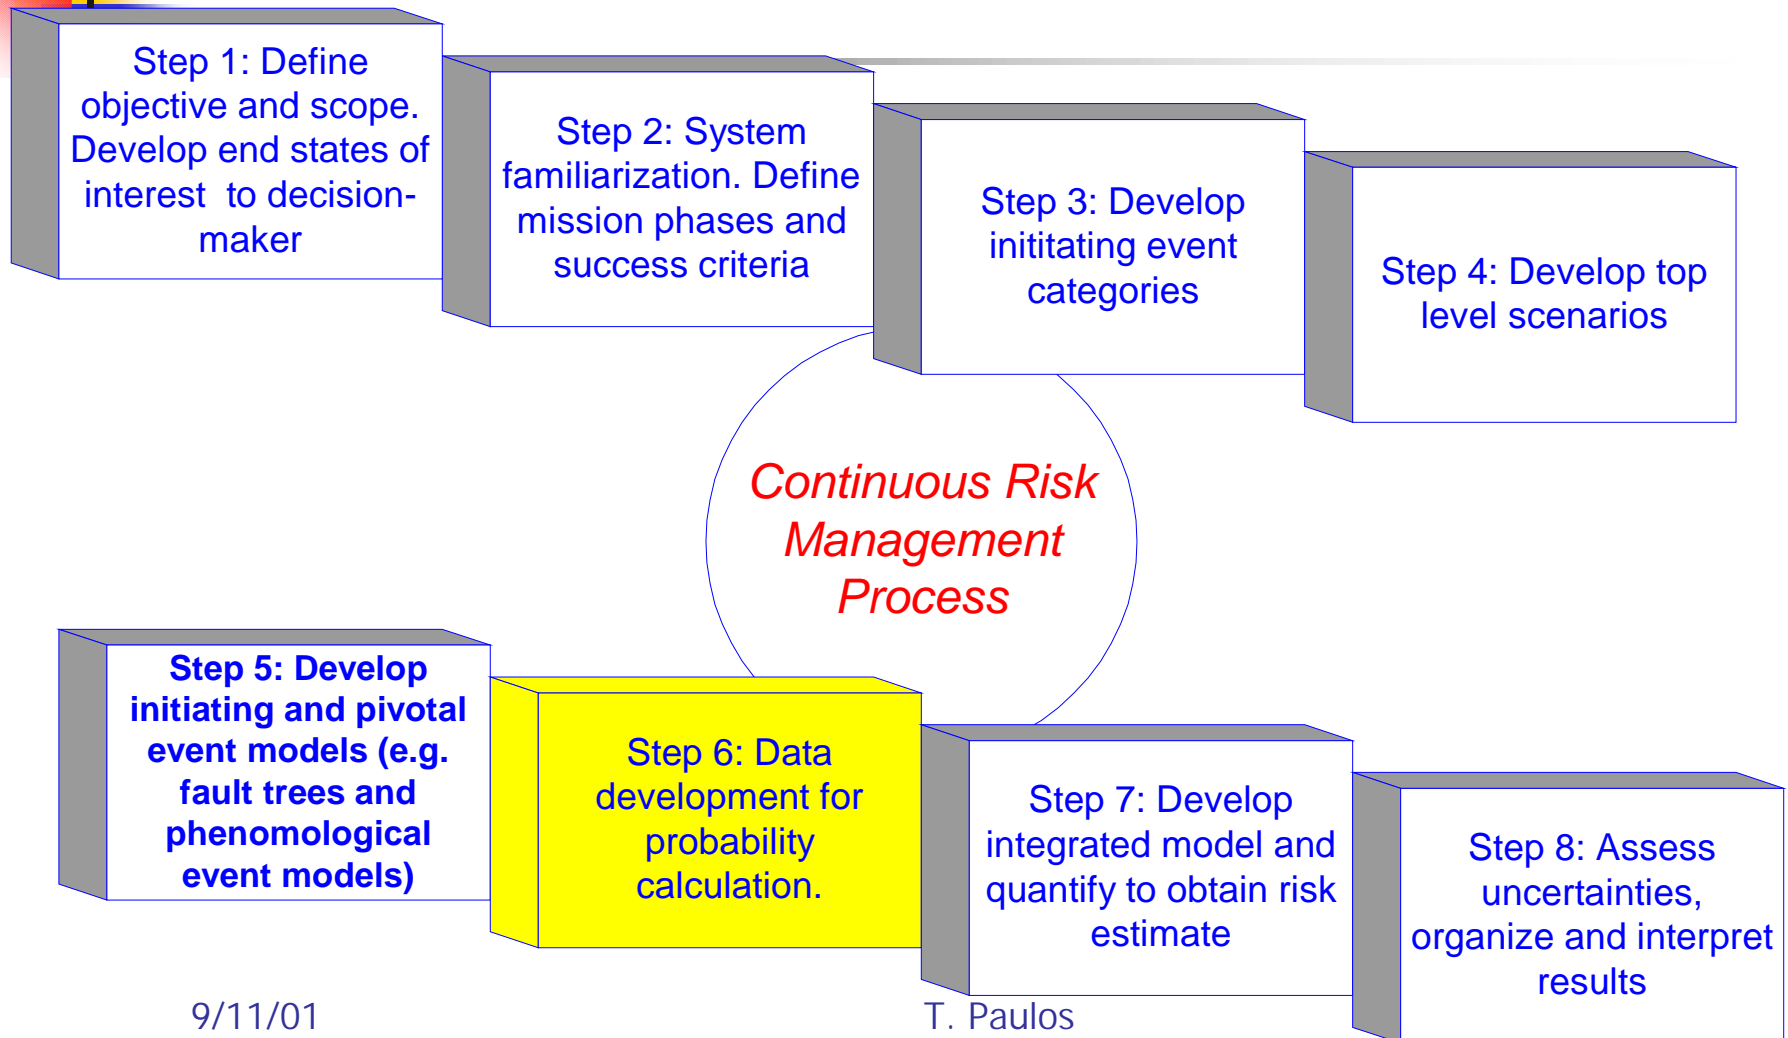 Step 1: Define
objective and scope.
Develop end states of
interest to decision-
maker
Step 2: System
familiarization. Define
mission phases and
success criteria
Step 3: Develop
inititating event
categories
Step 4: Develop top
level scenarios
Continuous Risk
Management
Process
Step 5: Develop
initiating and pivotal
event models (e.g.
fault trees and
phenomological
event models)
Step 6: Data
development for
probability
calculation.
Step 7: Develop
integrated model and
quantify to obtain risk
estimate
Step 8: Assess
uncertainties,
organize and interpret
results
9/11/01
T. Paulos